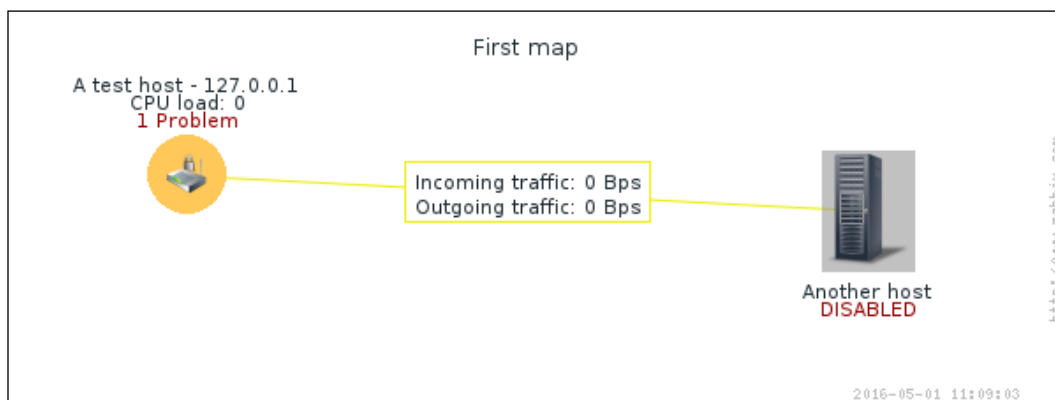 First map
A test host - 127.0.0.1
CPU load: 0
1 Problem
Incoming traffic: 0 Bps
Outgoing traffic: 0 Bps
Another host
DISABLED
2016-05-01 11:09:03